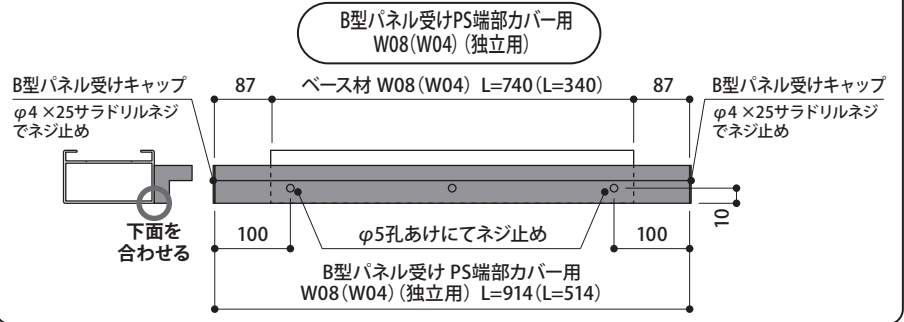 B型パネル受けPS端部カバー用
W08(W04)(独立用)
B型パネル受けキャップ
φ4×25サラドリルネジ
でネジ止め
87
ベース材 W08(W04) L=740(L=340)
87
B型パネル受けキャップ
φ4×25サラドリルネジ
でネジ止め
下面を
合わせる
100
φ5孔あけにてネジ止め
100
10
B型パネル受け PS端部カバー用
W08(W04)(独立用) L=914(L=514)